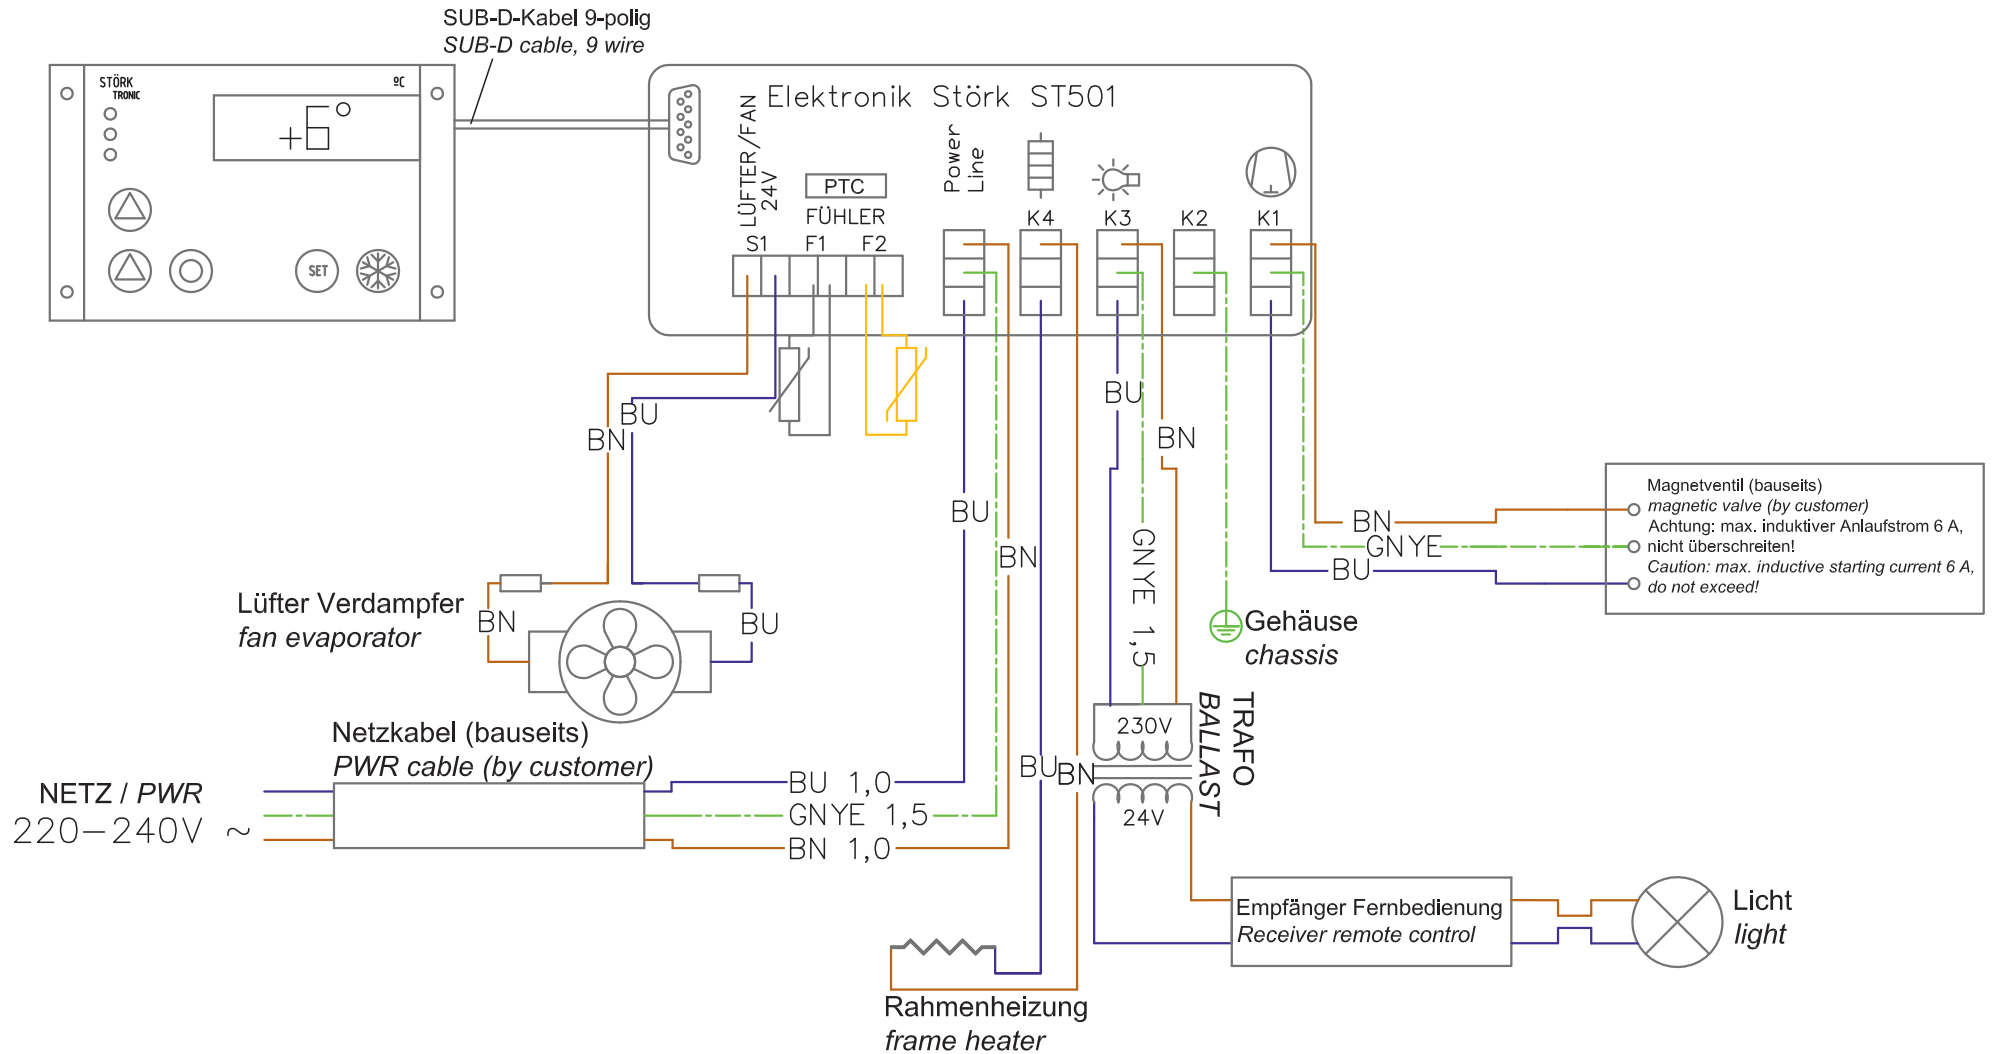 SUB-D-Kabel 9-polig
SUB-D cable, 9 wire
STÖRK
TRONIC
ºC
+6°
SET
Elektronik Störk ST501
LÜFTER/FAN
24V
PTC
FÜHLER
S1
F1
F2
Power
Line
K4
K3
K2
K1
BU
BN
BU
BN
BU
BN
GNYE 1,5
BU
BN
BN
GNYE
BU
Magnetventil (bauseits)
magnetic valve (by customer)
Achtung: max. induktiver Anlaufstrom 6 A,
nicht überschreiten!
Caution: max. inductive starting current 6 A,
do not exceed!
Lüfter Verdampfer
fan evaporator
BN
BU
Gehäuse
chassis
Netzkabel (bauseits)
PWR cable (by customer)
NETZ / PWR
220-240V ~
BU 1,0
GNYE 1,5
BN 1,0
BU
BN
230V
24V
TRAFO
BALLAST
Empfänger Fernbedienung
Receiver remote control
Licht
light
Rahmenheizung
frame heater